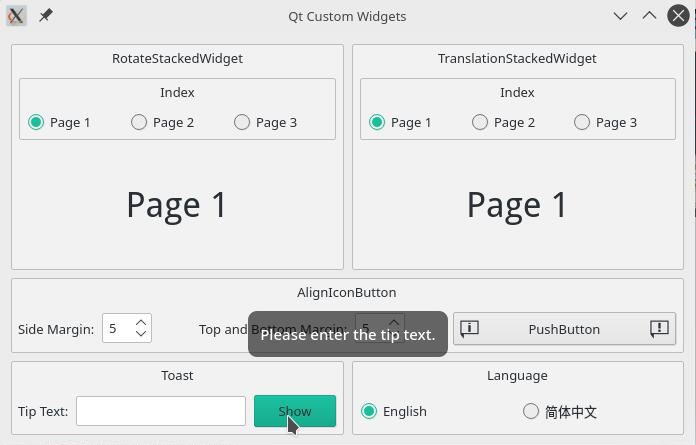 Qt Custom Widgets
RotateStackedWidget
Index
Page 1 Page 2 Page 3
Page 1
TranslationStackedWidget
Index
Page 1 Page 2 Page 3
Page 1
AlignIconButton
Side Margin: 5 Top and Bottom Margin: 5 PushButton
Please enter the tip text.
Toast
Tip Text: Show
Language
English 简体中文